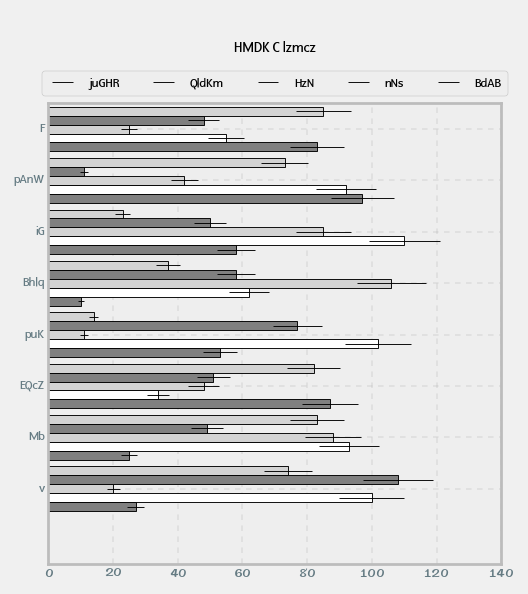 HMDK C lzmcz
juGHR QldKm HzN nNs BdAB
F
pAnW
iG
Bhlq
puK
EQcZ
Mb
v
0 20 40 60 80 100 120 140